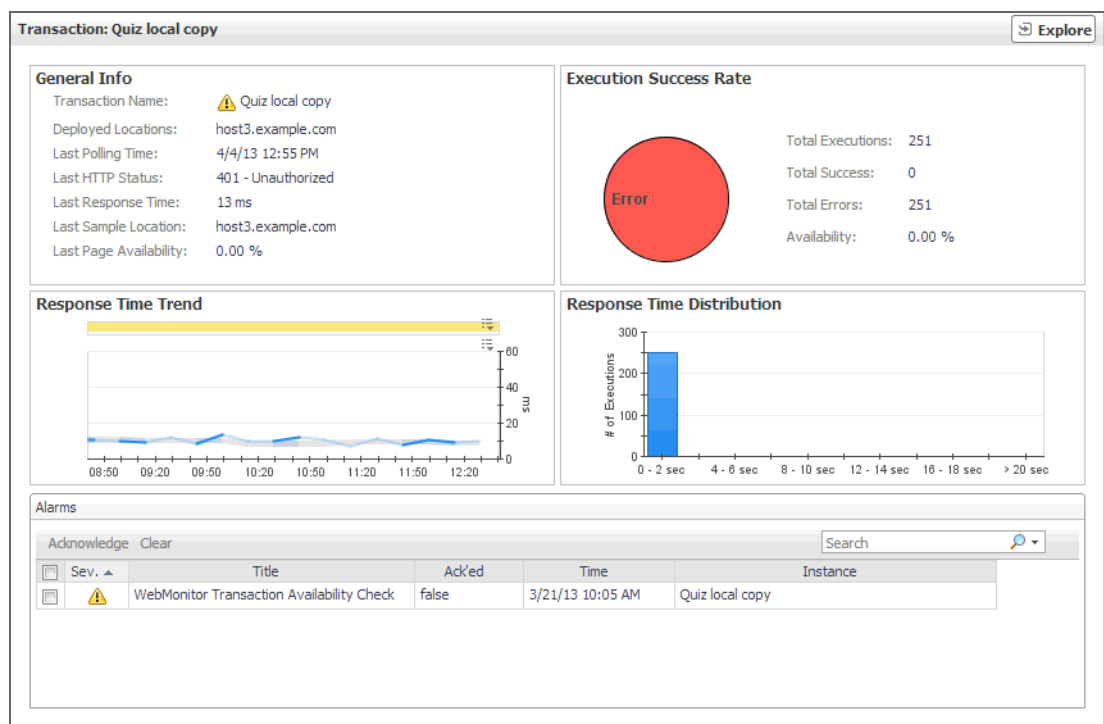 Transaction: Quiz local copy
Explore
General Info
Transaction Name: Quiz local copy
Deployed Locations: host3.example.com
Last Polling Time: 4/4/13 12:55 PM
Last HTTP Status: 401 - Unauthorized
Last Response Time: 13 ms
Last Sample Location: host3.example.com
Last Page Availability: 0.00 %
Execution Success Rate
Error
Total Executions: 251
Total Success: 0
Total Errors: 251
Availability: 0.00 %
Response Time Trend
60
40
20
0
ms
08:50 09:20 09:50 10:20 10:50 11:20 11:50 12:20
Response Time Distribution
# of Executions
300
200
100
0
0 - 2 sec 4 - 6 sec 8 - 10 sec 12 - 14 sec 16 - 18 sec > 20 sec
Alarms
Acknowledge Clear Search
Sev. Title Ack'ed Time Instance
WebMonitor Transaction Availability Check false 3/21/13 10:05 AM Quiz local copy